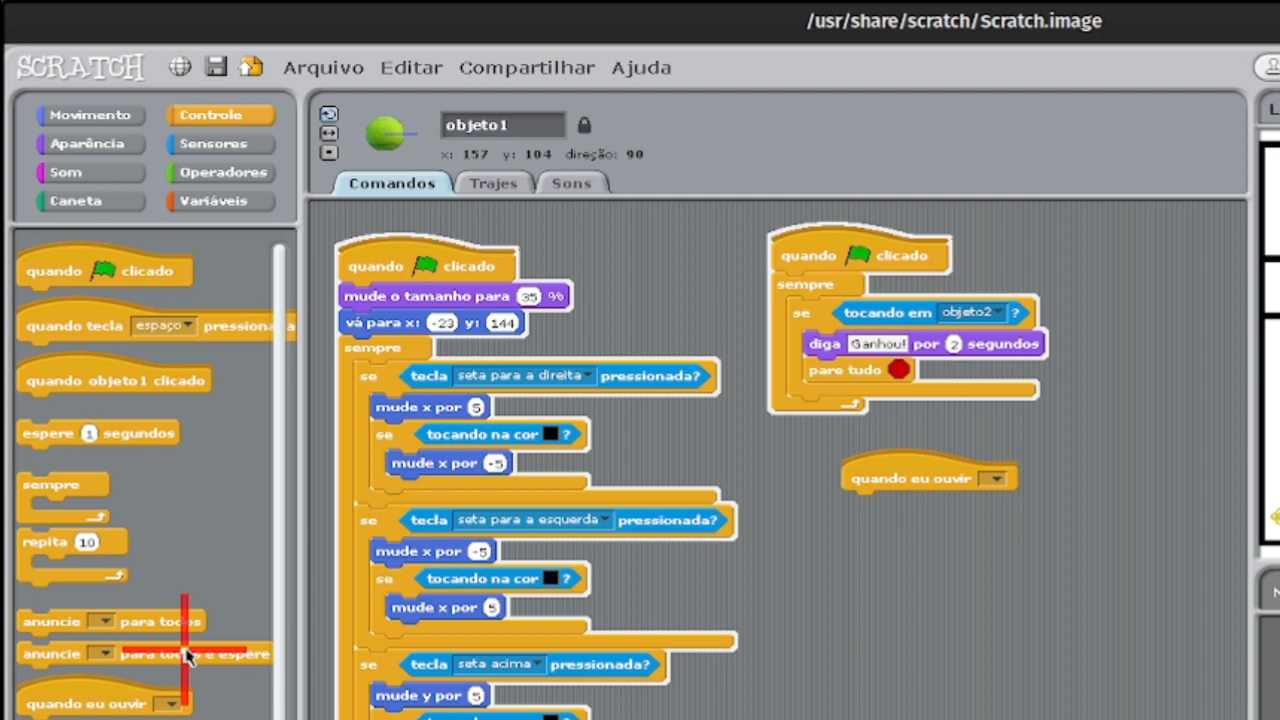 /usr/share/scratch/Scratch.image
SCRATCH Arquivo Editar Compartilhar Ajuda
Movimento Controle
Aparência Sensores
Som Operadores
Caneta Variáveis
objeto1
x: 157 y: 104 direção: 90
Comandos Trajes Sons
quando clicado
quando tecla espaço pressiona
quando objeto1 clicado
espere 1 segundos
sempre
repita 10
anuncie para todos
anuncie para todos e espere
quando eu ouvir
quando clicado
mude o tamanho para 35 %
vá para x: -23 y: 144
sempre
se tecla seta para a direita pressionada?
mude x por 5
se tocando na cor ?
mude x por -5
se tecla seta para a esquerda pressionada?
mude x por -5
se tocando na cor ?
mude x por 5
se tecla seta acima pressionada?
mude y por 5
quando clicado
sempre
se tocando em objeto2 ?
diga Ganhou! por 2 segundos
pare tudo
quando eu ouvir